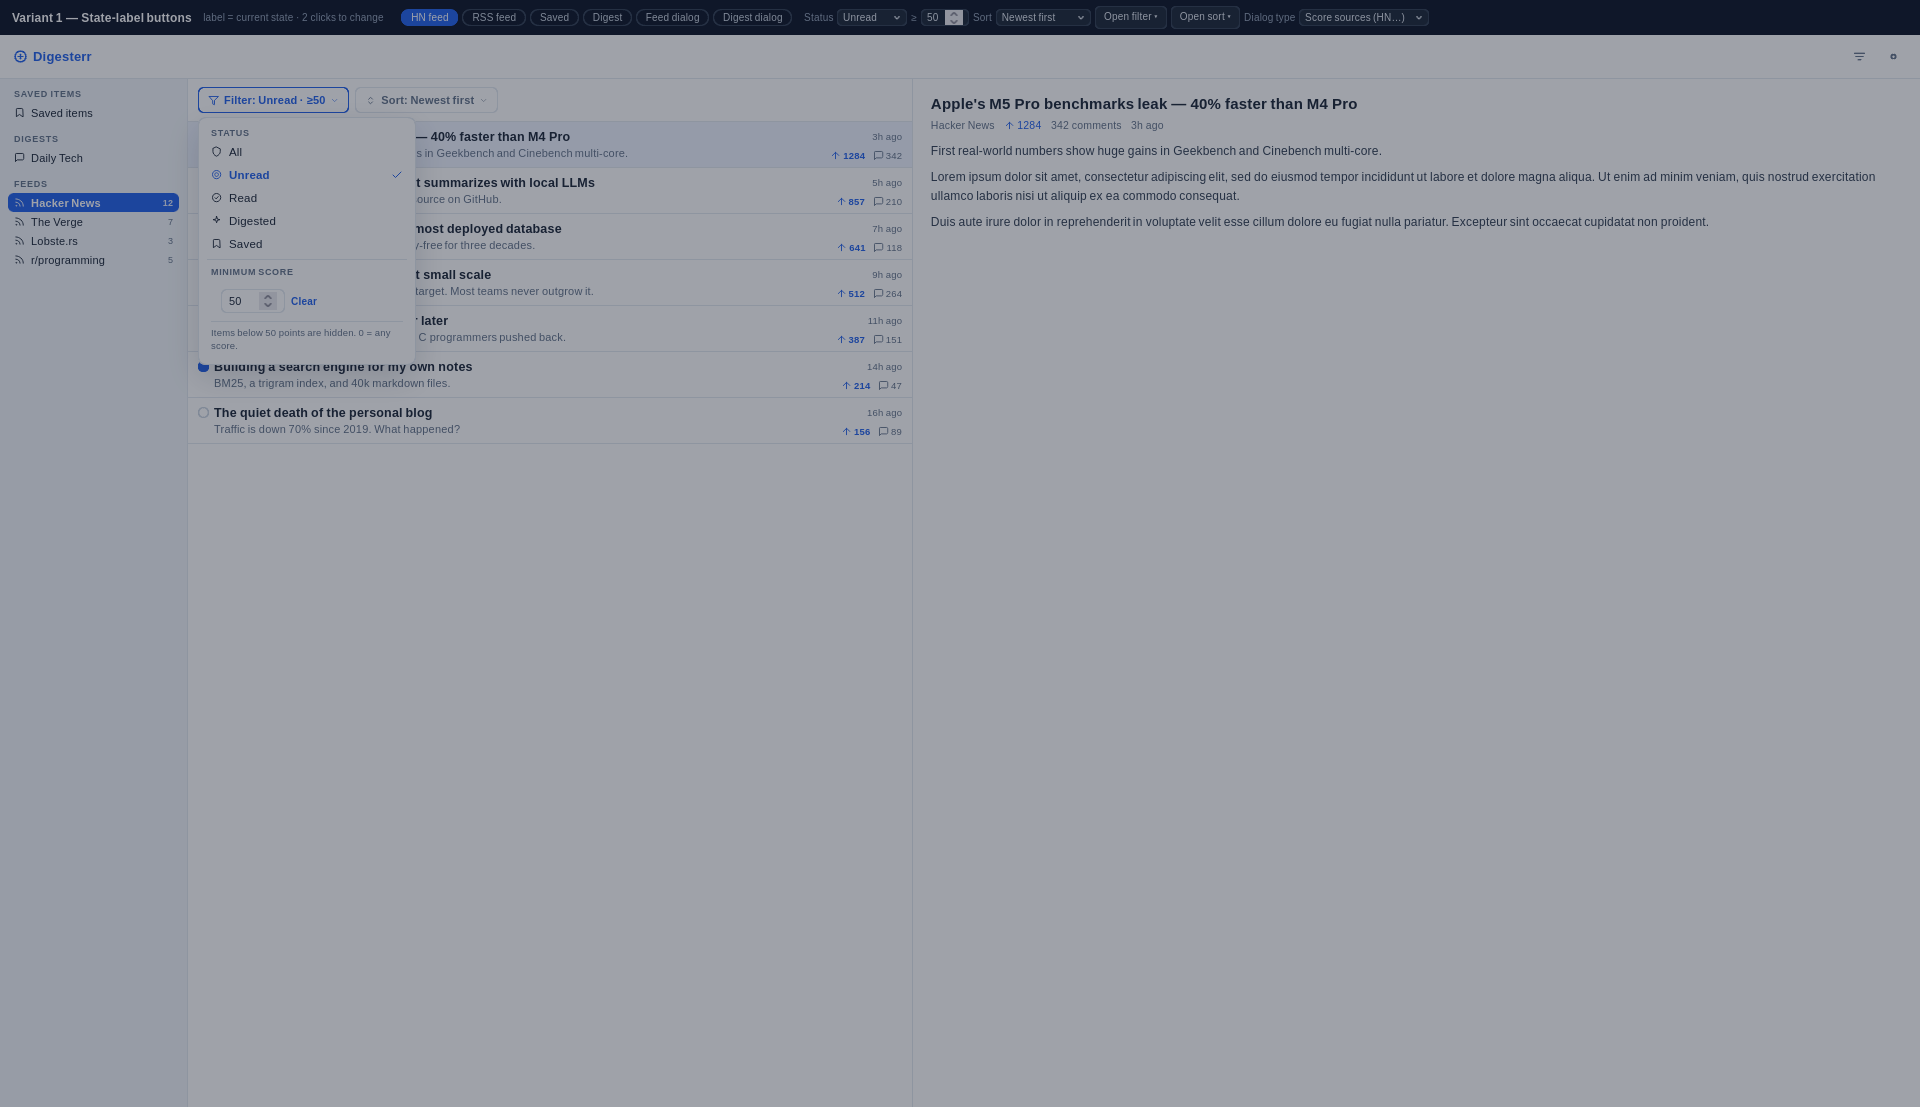 Variant 1 — State-label buttons label = current state · 2 clicks to change HN feed RSS feed Saved Digest Feed dialog Digest dialog Status Unread ≥ 50 Sort Newest first Open filter ▾ Open sort ▾ Dialog type Score sources (HN…)
Digesterr
SAVED ITEMS
Saved items
DIGESTS
Daily Tech
FEEDS
Hacker News 12
The Verge 7
Lobste.rs 3
r/programming 5
Filter: Unread · ≥50 Sort: Newest first
STATUS
All
Unread
Read
Digested
Saved
MINIMUM SCORE
50 Clear
Items below 50 points are hidden. 0 = any
score.
— 40% faster than M4 Pro 3h ago
s in Geekbench and Cinebench multi-core. 1284 342
t summarizes with local LLMs 5h ago
ource on GitHub. 857 210
most deployed database 7h ago
y-free for three decades. 641 118
t small scale 9h ago
target. Most teams never outgrow it. 512 264
r later 11h ago
C programmers pushed back. 387 151
Building a search engine for my own notes 14h ago
BM25, a trigram index, and 40k markdown files. 214 47
The quiet death of the personal blog 16h ago
Traffic is down 70% since 2019. What happened? 156 89
Apple's M5 Pro benchmarks leak — 40% faster than M4 Pro
Hacker News 1284 342 comments 3h ago
First real-world numbers show huge gains in Geekbench and Cinebench multi-core.
Lorem ipsum dolor sit amet, consectetur adipiscing elit, sed do eiusmod tempor incididunt ut labore et dolore magna aliqua. Ut enim ad minim veniam, quis nostrud exercitation
ullamco laboris nisi ut aliquip ex ea commodo consequat.
Duis aute irure dolor in reprehenderit in voluptate velit esse cillum dolore eu fugiat nulla pariatur. Excepteur sint occaecat cupidatat non proident.